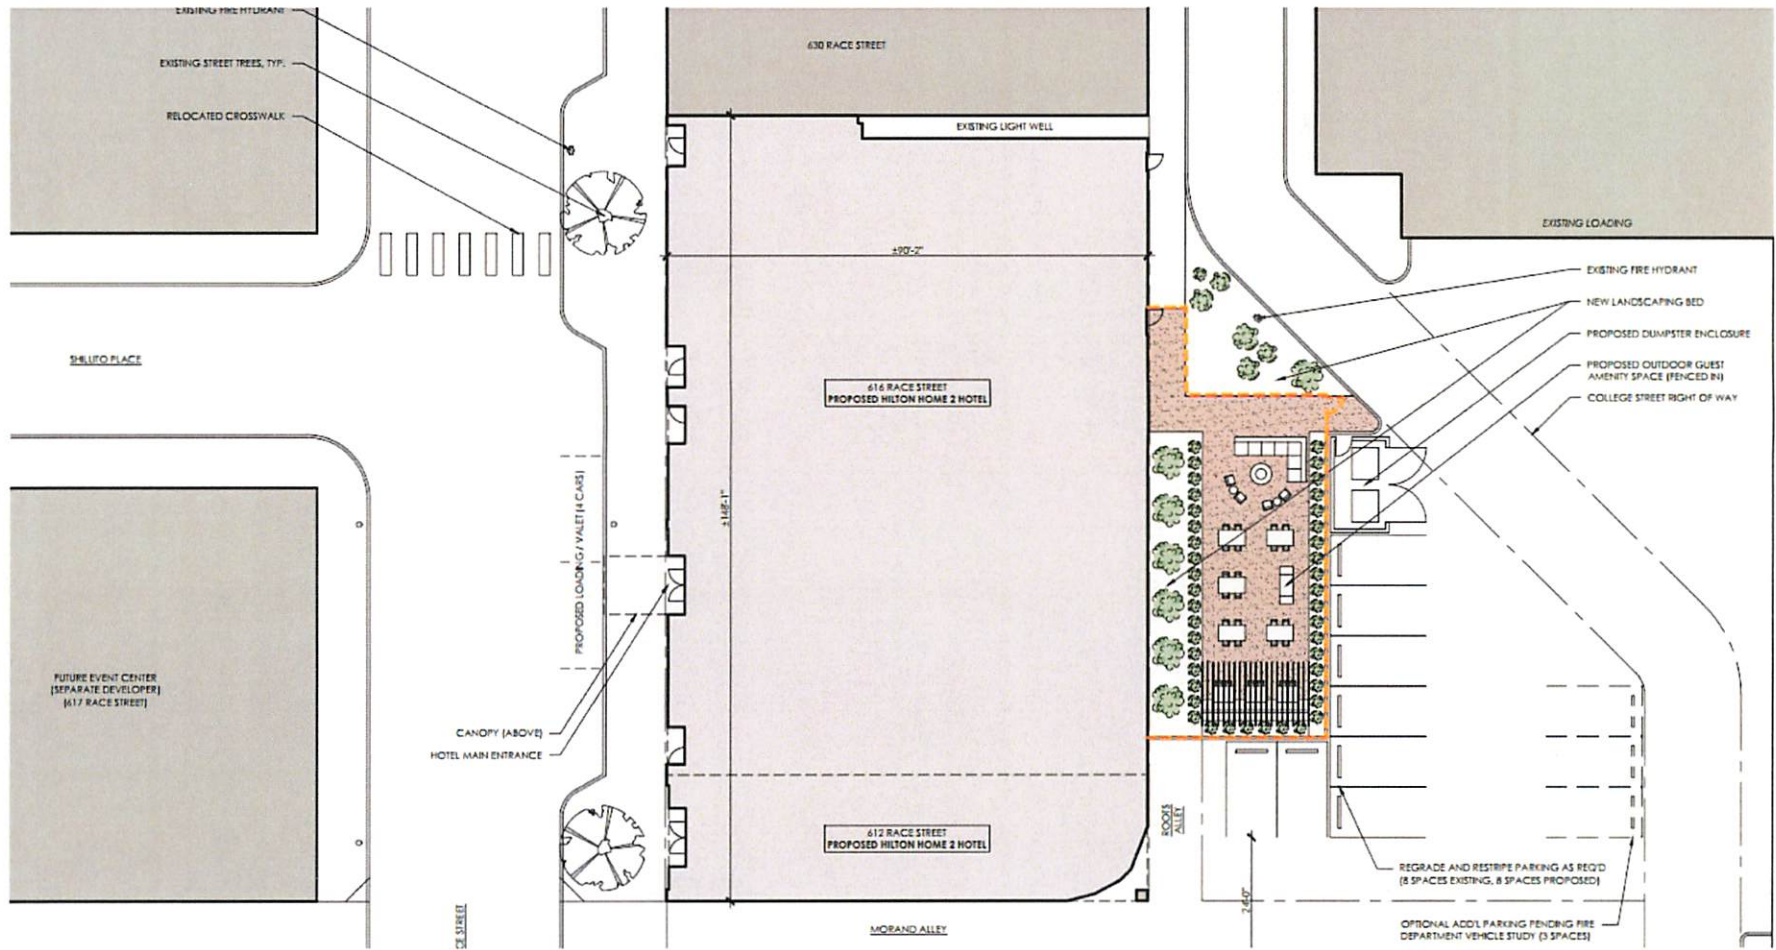 EXISTING FIRE HYDRANT
EXISTING STREET TREES, TYP.
RELOCATED CROSSWALK
SHILLITO PLACE
FUTURE EVENT CENTER
(SEPARATE DEVELOPER)
(617 RACE STREET)
PROPOSED LOADING / VALET (4 CARS)
CANOPY (ABOVE)
HOTEL MAIN ENTRANCE
CE STREET
630 RACE STREET
EXISTING LIGHT WELL
±90'-2"
±148'-1"
616 RACE STREET
PROPOSED HILTON HOME 2 HOTEL
612 RACE STREET
PROPOSED HILTON HOME 2 HOTEL
MORAND ALLEY
ROOTS
ALLEY
24'-0"
EXISTING LOADING
EXISTING FIRE HYDRANT
NEW LANDSCAPING BED
PROPOSED DUMPSTER ENCLOSURE
PROPOSED OUTDOOR GUEST
AMENITY SPACE (FENCED IN)
COLLEGE STREET RIGHT OF WAY
REGRADE AND RESTRIPE PARKING AS REQ'D
(8 SPACES EXISTING, 8 SPACES PROPOSED)
OPTIONAL ADD'L PARKING PENDING FIRE
DEPARTMENT VEHICLE STUDY (3 SPACES)